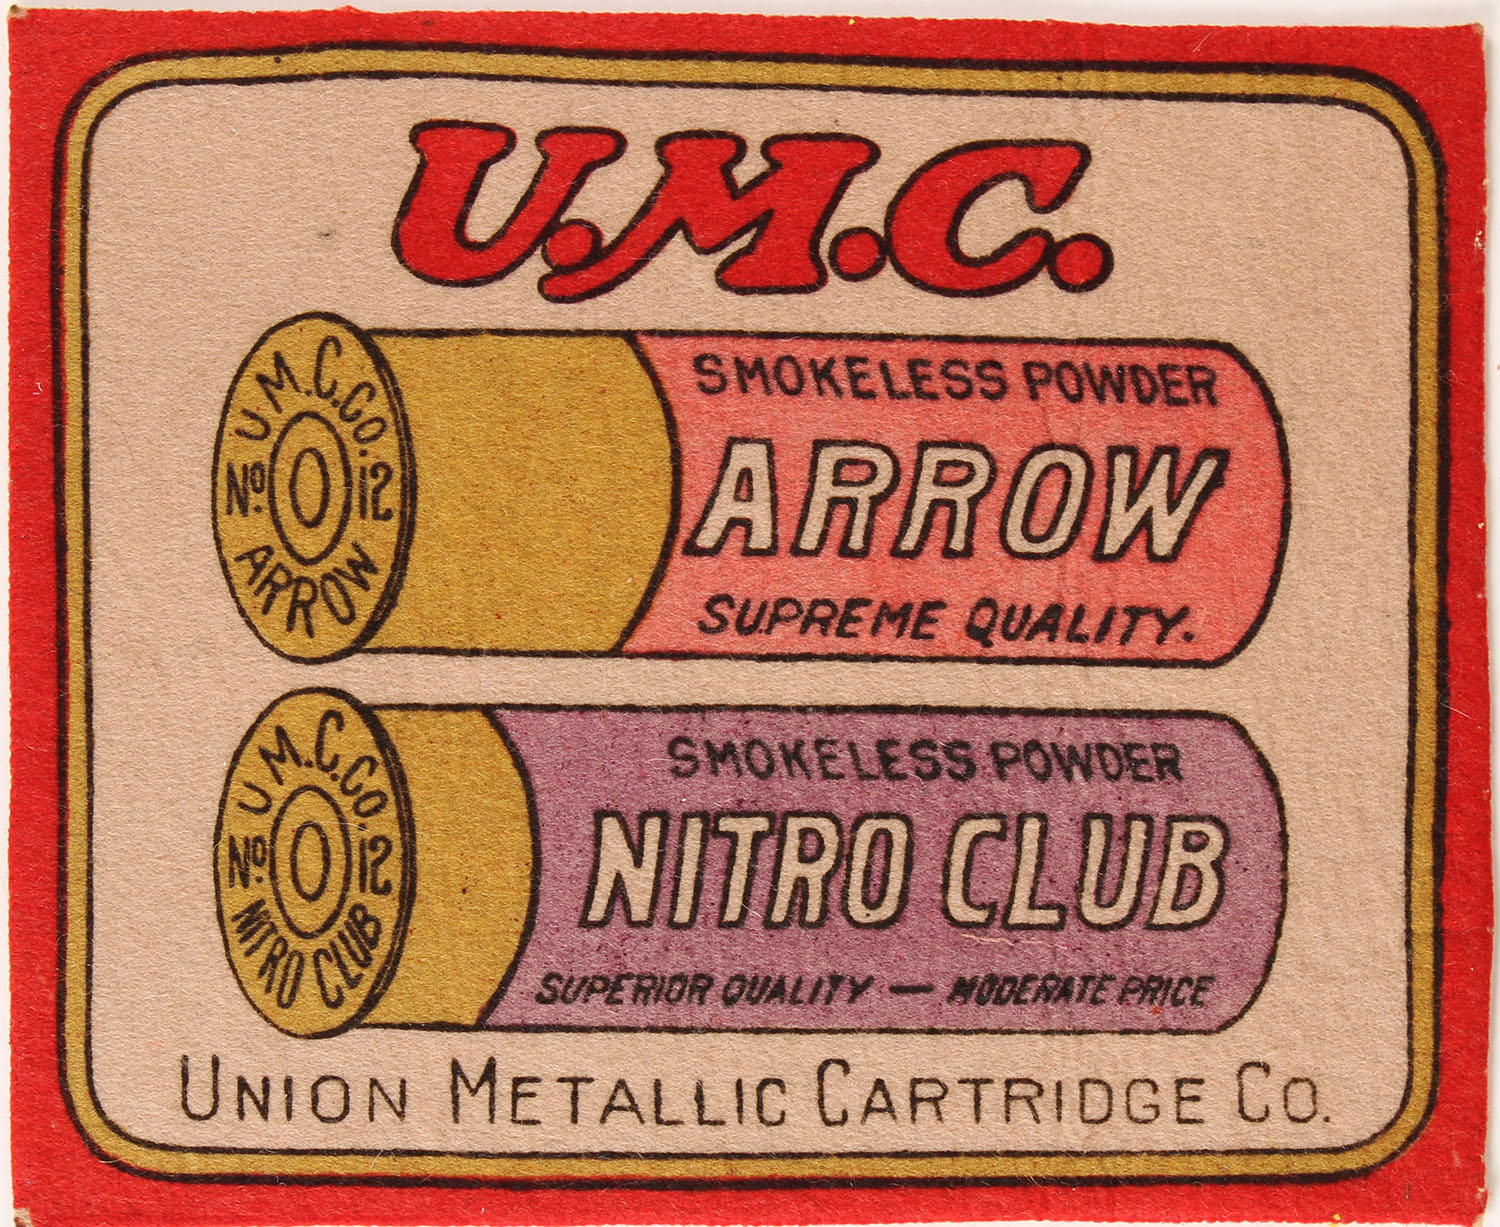 U.M.C.
U.M.C.CO.
No. 12
ARROW
SMOKELESS POWDER
ARROW
SUPREME QUALITY.
U.M.C.CO.
No. 12
NITRO CLUB
SMOKELESS POWDER
NITRO CLUB
SUPERIOR QUALITY — MODERATE PRICE
UNION METALLIC CARTRIDGE CO.